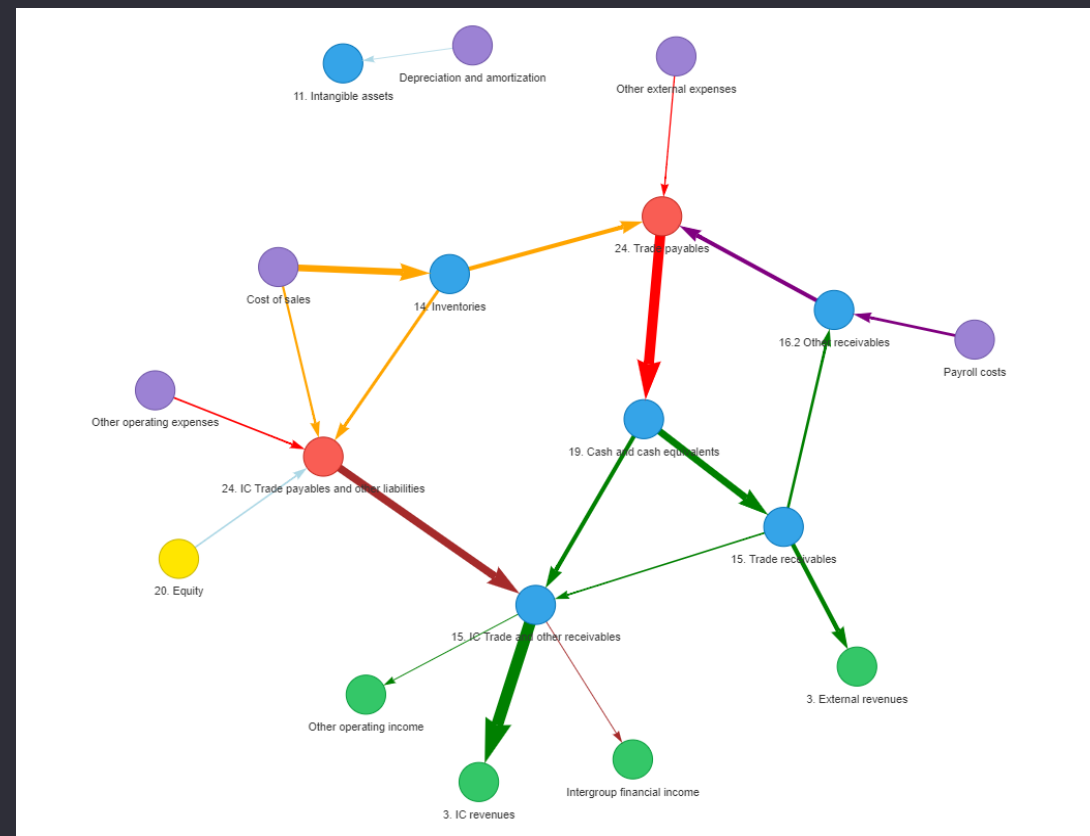 Depreciation and amortization
11. Intangible assets
Other external expenses
24. Trade payables
Cost of sales
14. Inventories
16.2 Other receivables
Payroll costs
Other operating expenses
19. Cash and cash equivalents
24. IC Trade payables and other liabilities
15. Trade receivables
20. Equity
15. IC Trade and other receivables
3. External revenues
Other operating income
Intergroup financial income
3. IC revenues